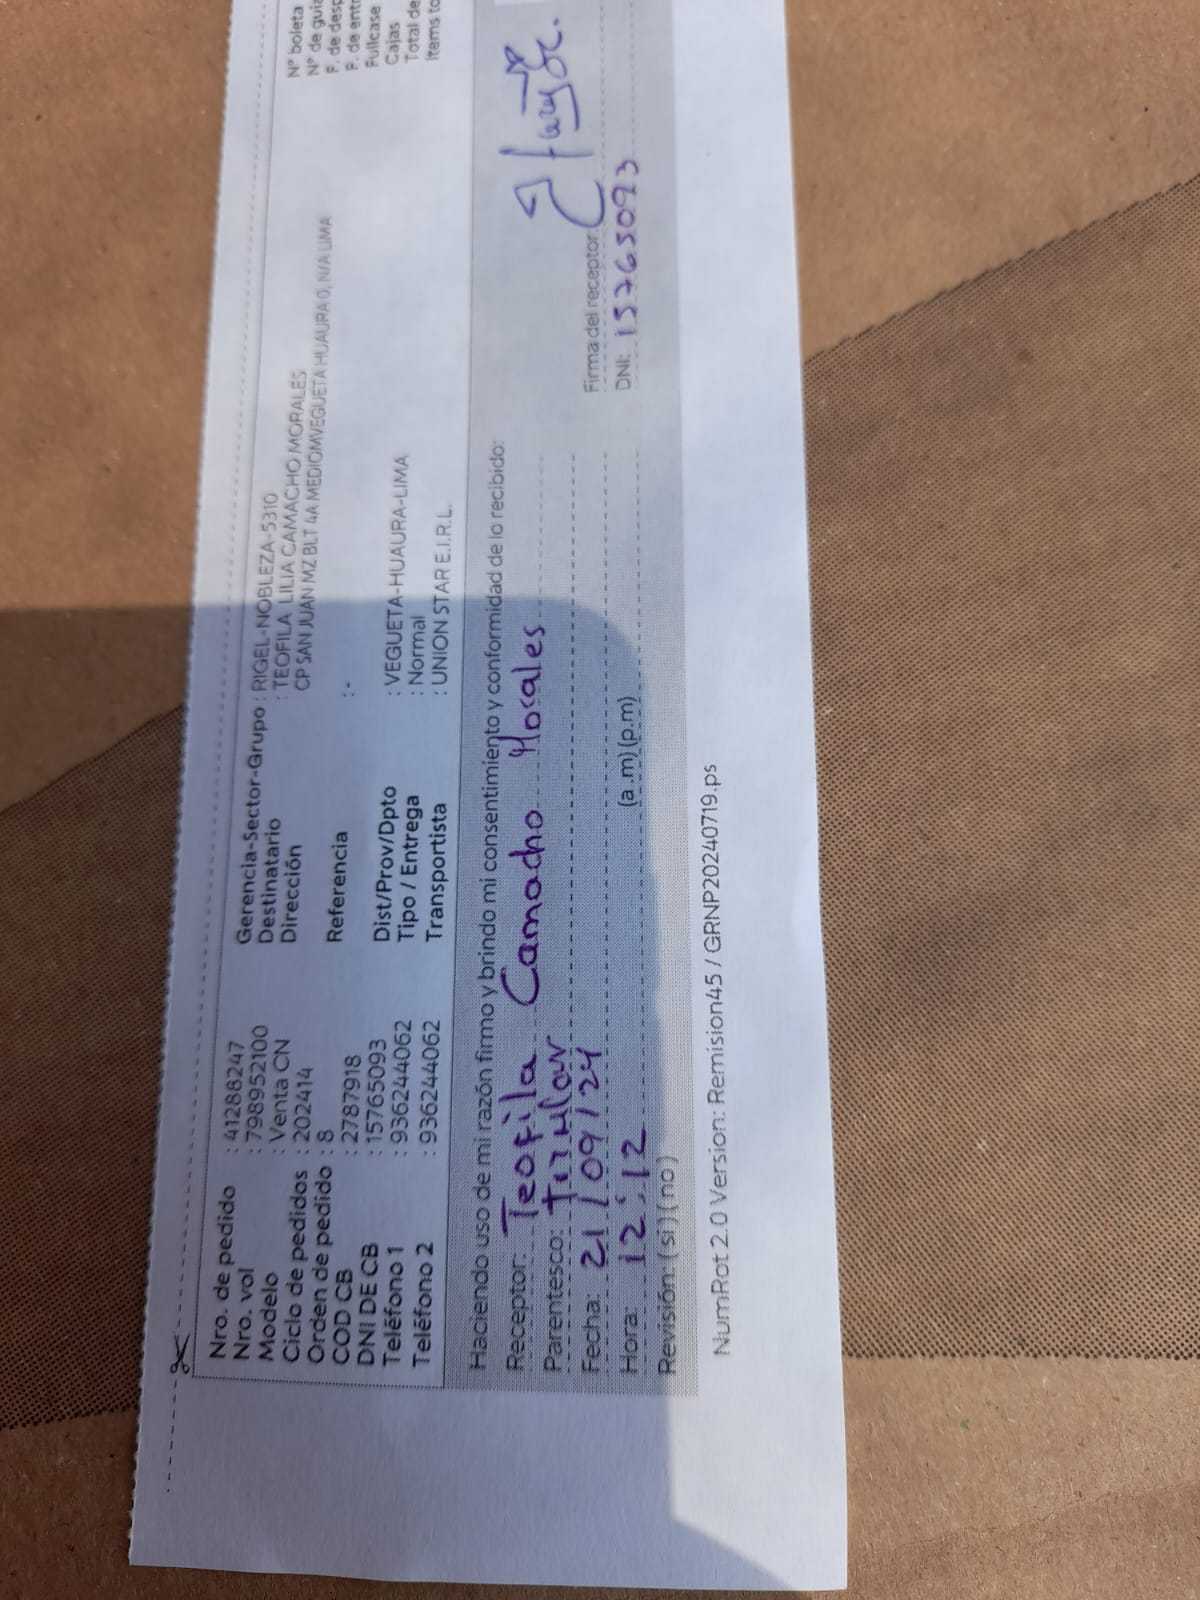 Nro. de pedido : 41288247
Nro. vol : 798952100
Modelo : Venta CN
Ciclo de pedidos : 202414
Orden de pedido : 8
COD CB : 2787918
DNI DE CB : 15765093
Teléfono 1 : 936244062
Teléfono 2 : 936244062
Gerencia-Sector-Grupo : RIGEL-NOBLEZA-5310
Destinatario : TEOFILA LILIA CAMACHO MORALES
Dirección CP SAN JUAN MZ BLT 4A MEDIOMVEGUETA HUAURA 0, N/A LIMA
Referencia :-
Dist/Prov/Dpto : VEGUETA-HUAURA-LIMA
Tipo / Entrega : Normal
Transportista : UNION STAR E.I.R.L.
N° boleta
N° de guía
F. de desp
F. de entr
Fullcase
Cajas
Total de
Items to
Haciendo uso de mi razón firmo y brindo mi consentimiento y conformidad de lo recibido:
Receptor: Teofila Camacho Morales
Parentesco: titular
Fecha: 21/09/24
Hora: 12:12 (a.m) (p.m)
Revisión: (si) (no)
Firma del receptor:
DNI: 15765093
NumRot 2.0 Version: Remision45 / GRNP20240719.ps